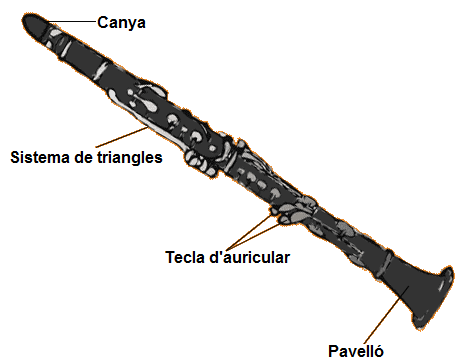 Canya
Sistema de triangles
Tecla d'auricular
Pavelló